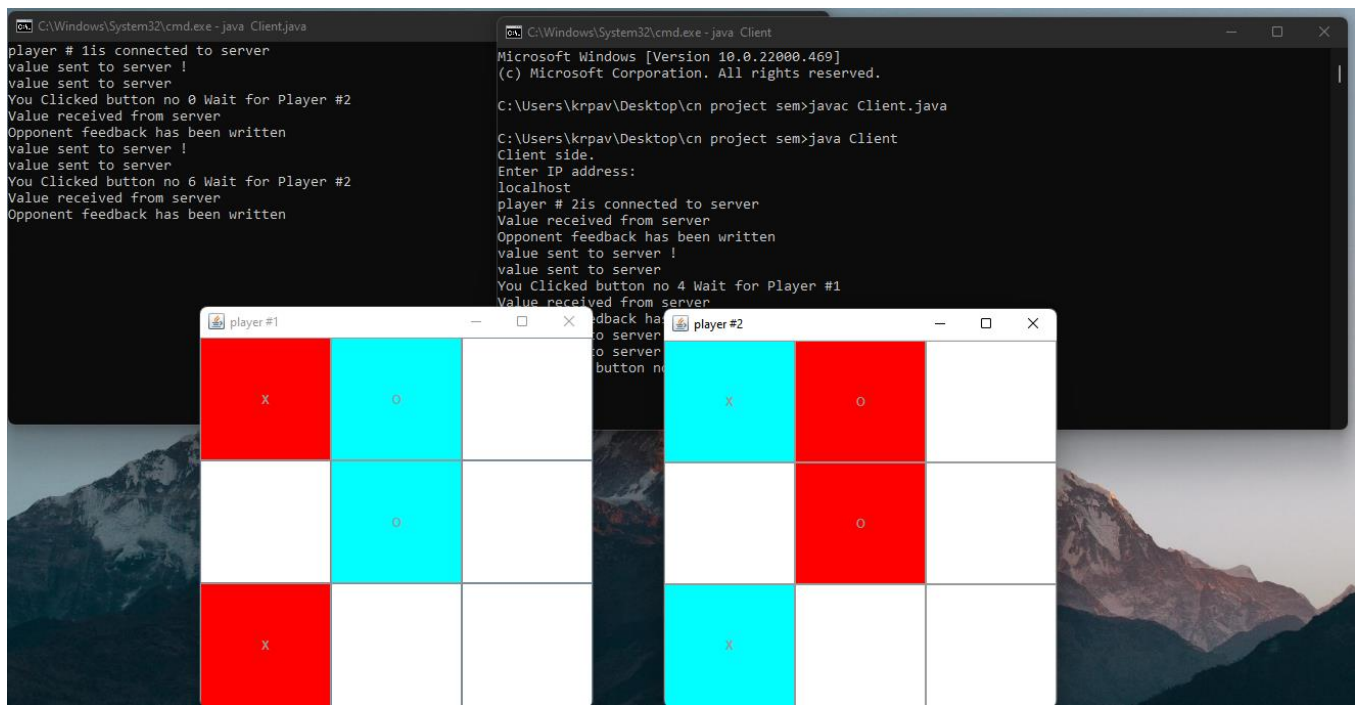 C:\Windows\System32\cmd.exe - java Client.java
player # 1is connected to server
value sent to server !
value sent to server
You Clicked button no 0 Wait for Player #2
Value received from server
Opponent feedback has been written
value sent to server !
value sent to server
You Clicked button no 6 Wait for Player #2
Value received from server
Opponent feedback has been written
C:\Windows\System32\cmd.exe - java Client
Microsoft Windows [Version 10.0.22000.469]
(c) Microsoft Corporation. All rights reserved.
C:\Users\krpav\Desktop\cn project sem>javac Client.java
C:\Users\krpav\Desktop\cn project sem>java Client
Client side.
Enter IP address:
localhost
player # 2is connected to server
Value received from server
Opponent feedback has been written
value sent to server !
value sent to server
You Clicked button no 4 Wait for Player #1
Value received from server
dback ha
o server
o server
button n
player #1
X O
O
X
player #2
X O
O
X